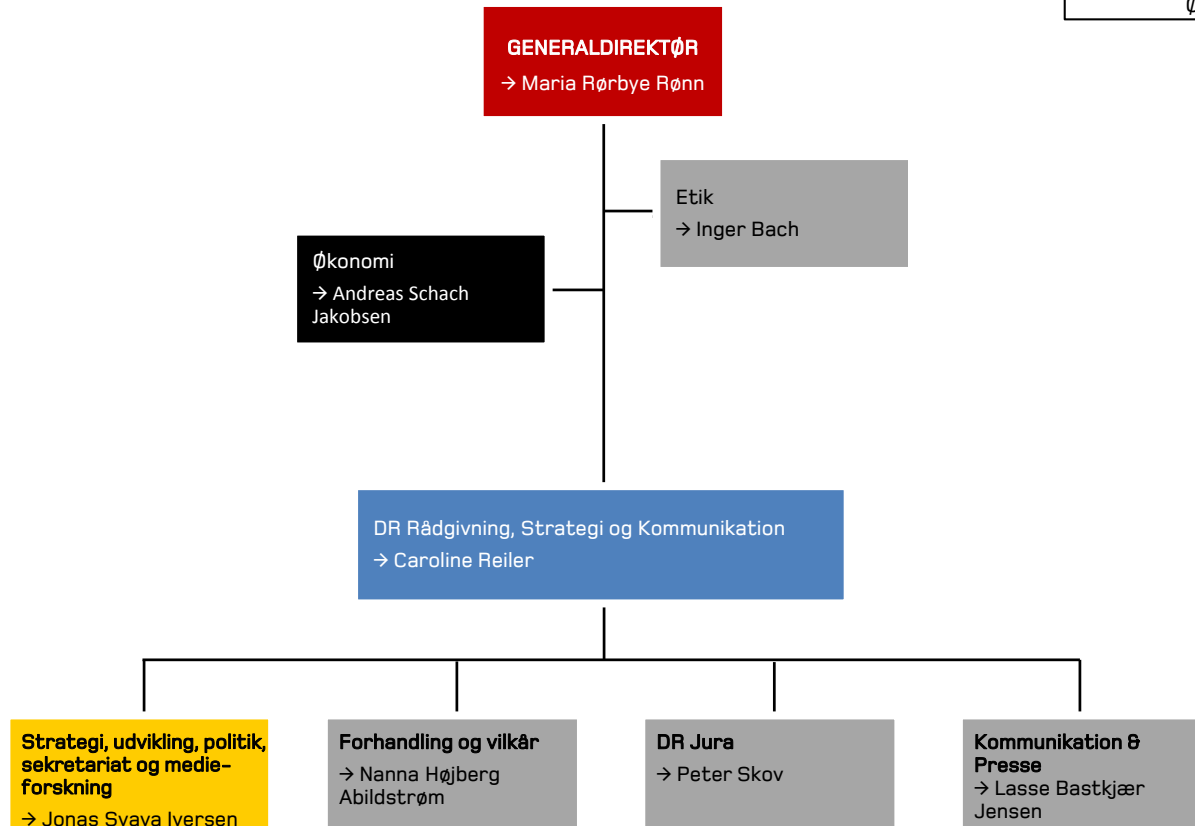 Ø
GENERALDIREKTØR
→ Maria Rørbye Rønn
Etik
→ Inger Bach
Økonomi
→ Andreas Schach
Jakobsen
DR Rådgivning, Strategi og Kommunikation
→ Caroline Reiler
Strategi, udvikling, politik,
sekretariat og medie-
forskning
→ Jonas Svava Iversen
Forhandling og vilkår
→ Nanna Højberg
Abildstrøm
DR Jura
→ Peter Skov
Kommunikation &
Presse
→ Lasse Bastkjær
Jensen